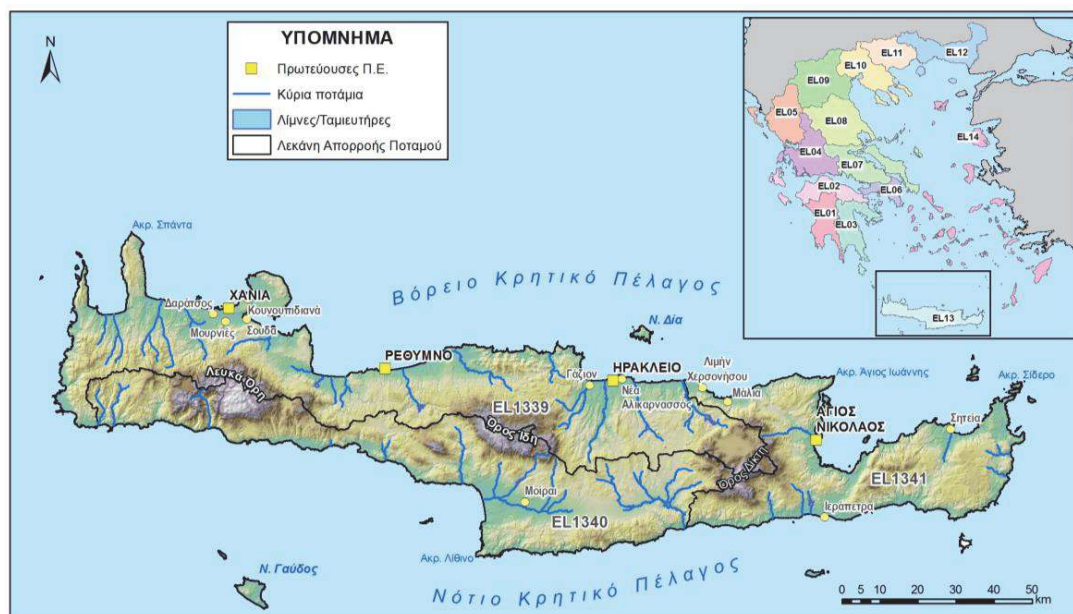 N
ΥΠΟΜΝΗΜΑ
Πρωτεύουσες Π.Ε.
Κύρια ποτάμια
Λίμνες/Ταμιευτήρες
Λεκάνη Απορροής Ποταμού
EL11
EL12
EL10
EL09
EL05
EL08
EL14
EL04
EL07
EL02
EL06
EL01
EL03
EL13
Ακρ. Σπάντα
Βόρειο Κρητικό Πέλαγος
ΧΑΝΙΑ
Δαράτσος
Κουνουπιδιανά
Μουρνιές
Σούδα
Ν. Δία
ΡΕΘΥΜΝΟ
ΗΡΑΚΛΕΙΟ
Γάζιον
Νέα
Αλικαρνασσός
Λιμήν
Χερσονήσου
Μάλια
Ακρ. Άγιος Ιωάννης
Ακρ. Σίδερο
Λευκά Όρη
EL1339
ΑΓΙΟΣ
ΝΙΚΟΛΑΟΣ
Σητεία
Όρος Ίδη
Όρος Δίκτη
EL1341
Μοίραι
EL1340
Ιεράπετρα
Ακρ. Λίθινο
Ν. Γαύδος
Νότιο Κρητικό Πέλαγος
0 5 10 20 30 40 50
km